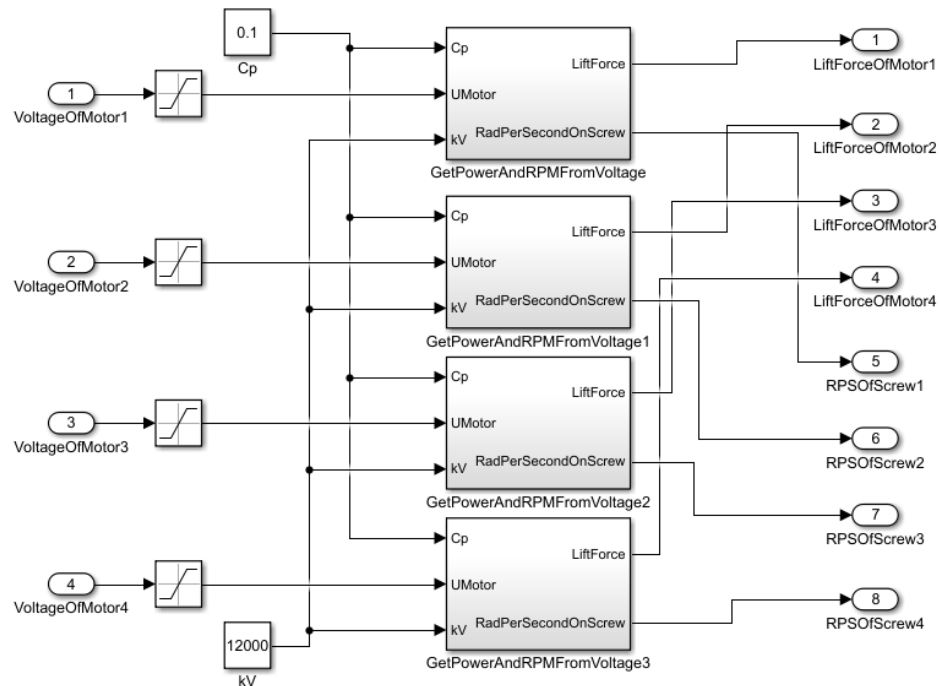 0.1
Cp
1
VoltageOfMotor1
Cp
UMotor
kV
LiftForce
RadPerSecondOnScrew
GetPowerAndRPMFromVoltage
1
LiftForceOfMotor1
2
LiftForceOfMotor2
2
VoltageOfMotor2
Cp
UMotor
kV
LiftForce
RadPerSecondOnScrew
GetPowerAndRPMFromVoltage1
3
LiftForceOfMotor3
4
LiftForceOfMotor4
3
VoltageOfMotor3
Cp
UMotor
kV
LiftForce
RadPerSecondOnScrew
GetPowerAndRPMFromVoltage2
5
RPSOfScrew1
6
RPSOfScrew2
4
VoltageOfMotor4
Cp
UMotor
kV
LiftForce
RadPerSecondOnScrew
GetPowerAndRPMFromVoltage3
7
RPSOfScrew3
8
RPSOfScrew4
12000
kV